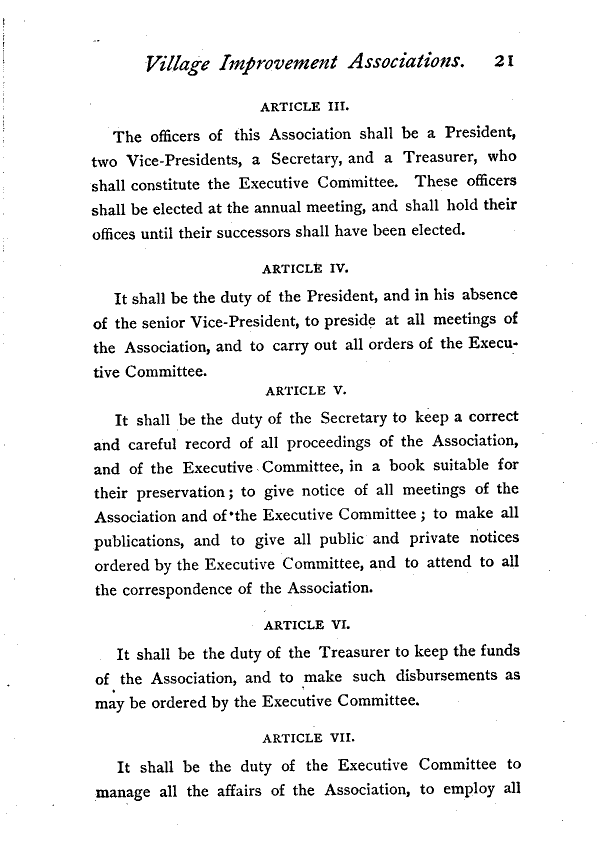 Village Improvement Associations. 21
ARTICLE III.
The officers of this Association shall be a President,
two Vice-Presidents, a Secretary, and a Treasurer, who
shall constitute the Executive Committee. These officers
shall be elected at the annual meeting, and shall hold their
offices until their successors shall have been elected.
ARTICLE IV.
It shall be the duty of the President, and in his absence
of the senior Vice-President, to preside at all meetings of
the Association, and to carry out all orders of the Execu-
tive Committee.
ARTICLE V.
It shall be the duty of the Secretary to keep a correct
and careful record of all proceedings of the Association,
and of the Executive Committee, in a book suitable for
their preservation; to give notice of all meetings of the
Association and of the Executive Committee; to make all
publications, and to give all public and private notices
ordered by the Executive Committee, and to attend to all
the correspondence of the Association.
ARTICLE VI.
It shall be the duty of the Treasurer to keep the funds
of the Association, and to make such disbursements as
may be ordered by the Executive Committee.
ARTICLE VII.
It shall be the duty of the Executive Committee to
manage all the affairs of the Association, to employ all